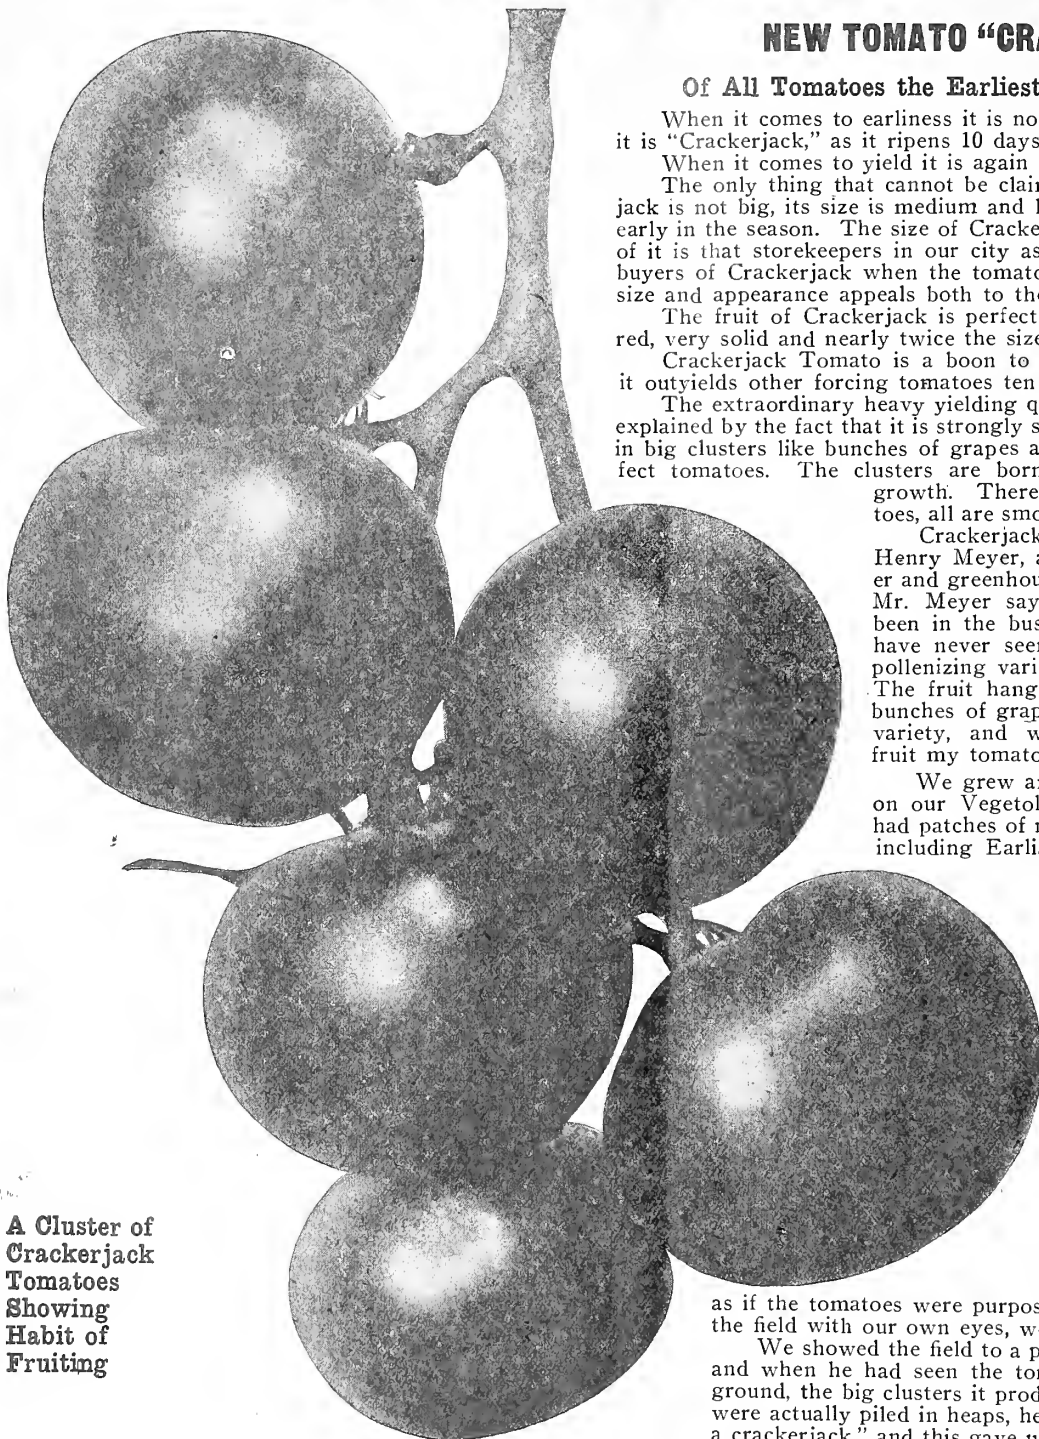 NEW TOMATO “CRA
Of All Tomatoes the Earliest
When it comes to earliness it is no
it is “Crackerjack,” as it ripens 10 days
When it comes to yield it is again
The only thing that cannot be clair
jack is not big, its size is medium and
early in the season. The size of Cracke
of it is that storekeepers in our city as
buyers of Crackerjack when the tomato
size and appearance appeals both to the
The fruit of Crackerjack is perfect
red, very solid and nearly twice the size
Crackerjack Tomato is a boon to
it outyields other forcing tomatoes ten
The extraordinary heavy yielding q
explained by the fact that it is strongly s
in big clusters like bunches of grapes a
fect tomatoes. The clusters are born
growth. There
toes, all are smo
Crackerjack
Henry Meyer, a
er and greenhou
Mr. Meyer say
been in the bus
have never seen
pollenizing vari
The fruit hang
bunches of grap
variety, and w
fruit my tomato
We grew a
on our Vegetol
had patches of
including Earli
as if the tomatoes were purpos
the field with our own eyes, w
We showed the field to a p
and when he had seen the to
ground, the big clusters it prod
were actually piled in heaps, he
a crackerjack,” and this gave u
A Cluster of
Crackerjack
Tomatoes
Showing
Habit of
Fruiting